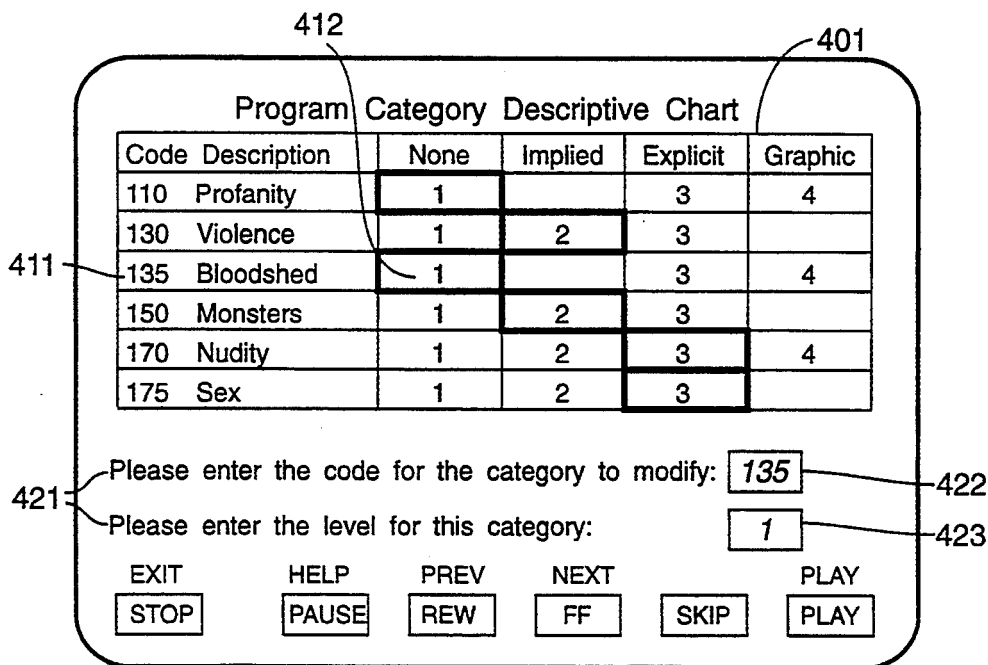 412
401
Program Category Descriptive Chart
Code Description None Implied Explicit Graphic
110 Profanity 1 3 4
130 Violence 1 2 3
411 135 Bloodshed 1 3 4
150 Monsters 1 2 3
170 Nudity 1 2 3 4
175 Sex 1 2 3
Please enter the code for the category to modify: 135 422
421
Please enter the level for this category: 1 423
EXIT HELP PREV NEXT PLAY
STOP PAUSE REW FF SKIP PLAY